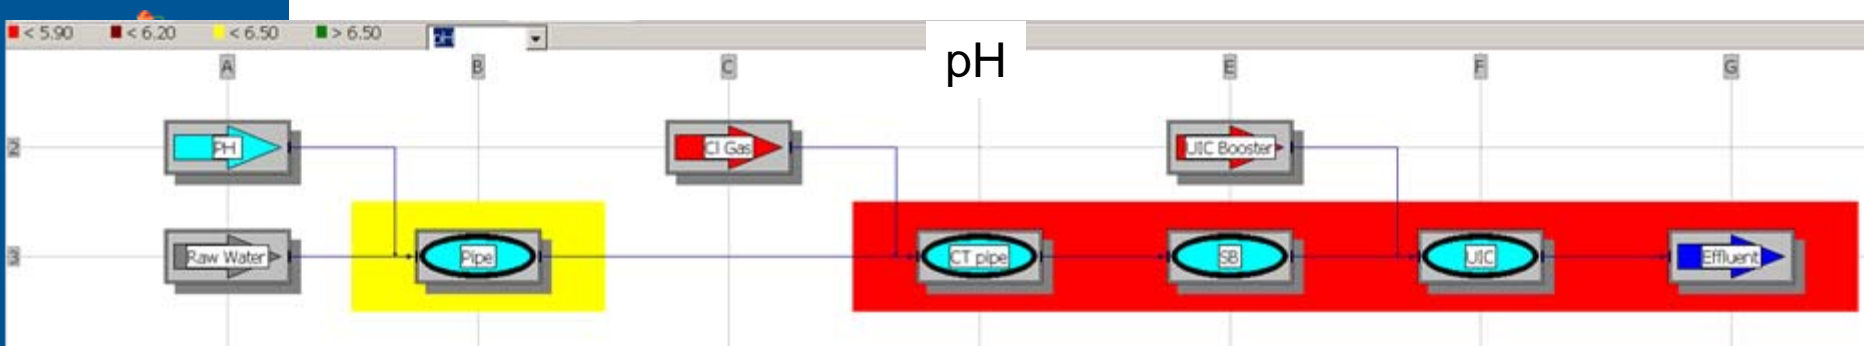 < 5.90 < 6.20 < 6.50 > 6.50 pH
pH
A B C E F G
2 PH Cl Gas UIC Booster
3 Raw Water Pipe CT pipe SB UIC Effluent